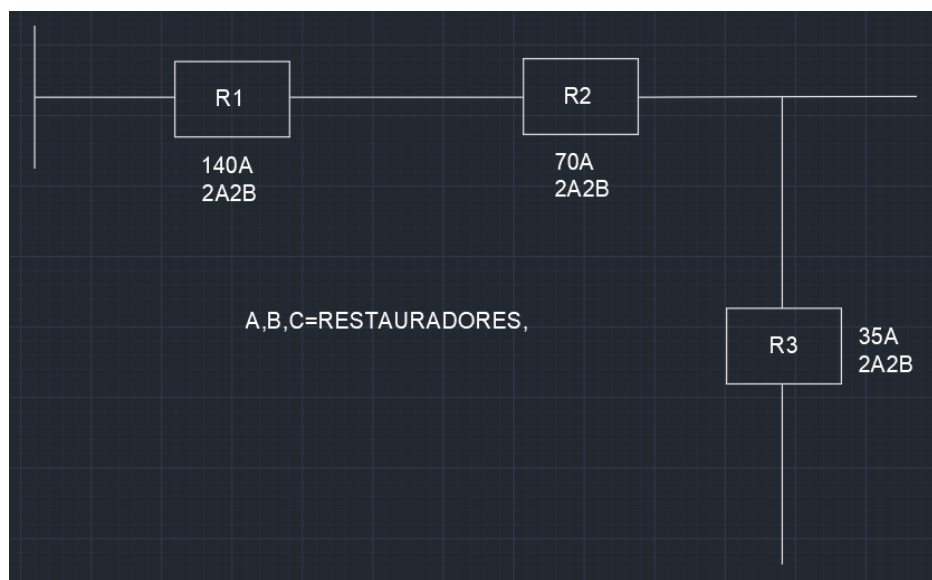 R1
R2
140A
2A2B
70A
2A2B
A,B,C=RESTAURADORES,
R3
35A
2A2B